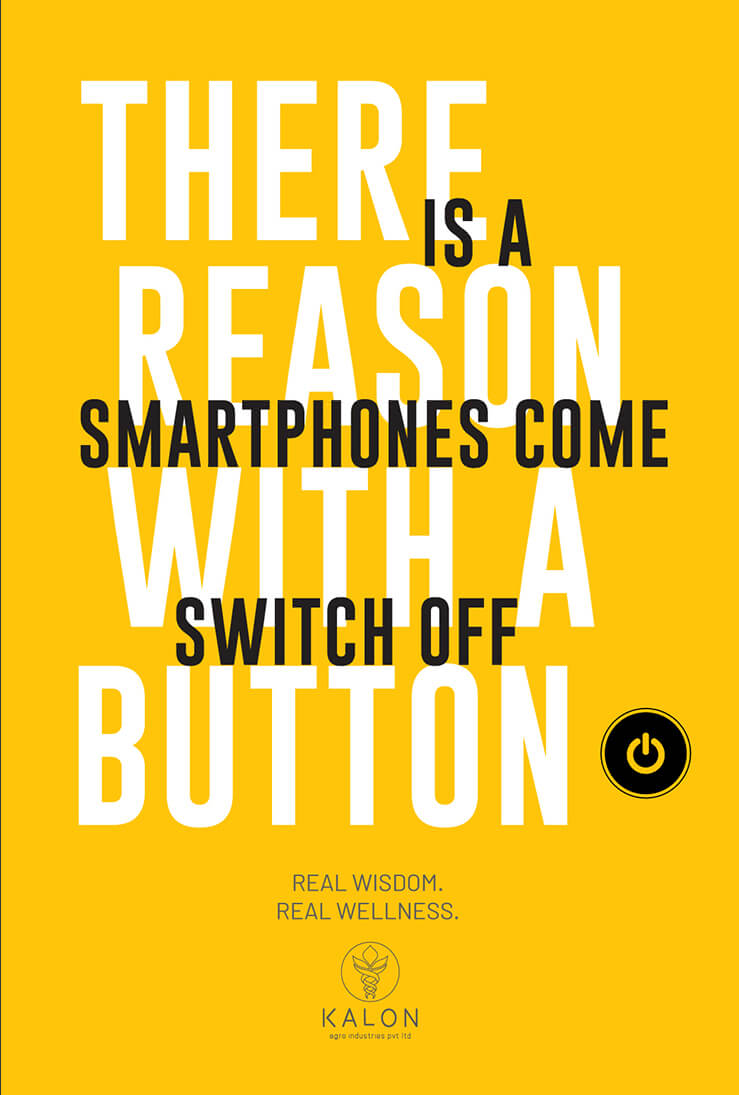 THERE
IS A
REASON
SMARTPHONES COME
WITH A
SWITCH OFF
BUTTON
REAL WISDOM.
REAL WELLNESS.
KALON
agro industries pvt ltd